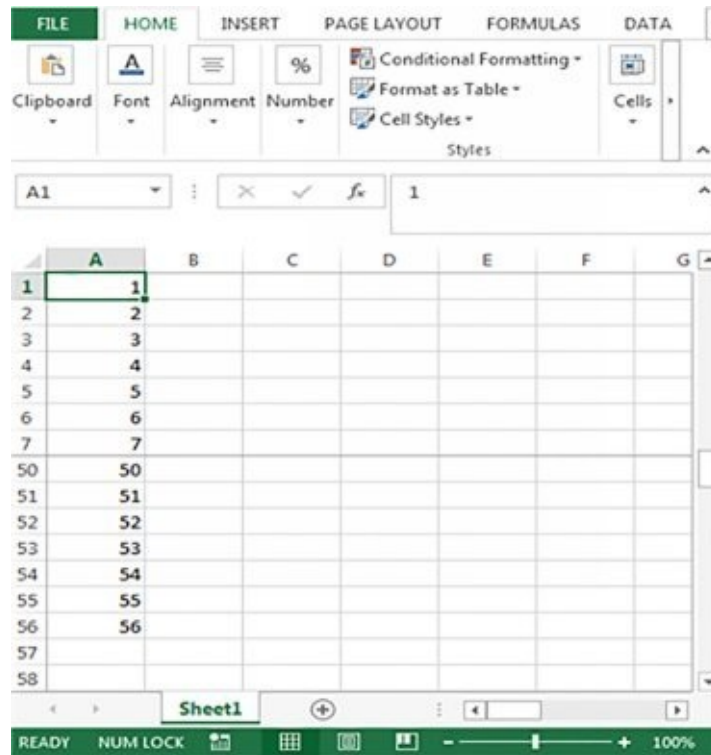 FILE HOME INSERT PAGE LAYOUT FORMULAS DATA
Clipboard Font Alignment Number Conditional Formatting Cells
Format as Table
Cell Styles
Styles
A1 fx 1
A B C D E F G
1 1
2 2
3 3
4 4
5 5
6 6
7 7
50 50
51 51
52 52
53 53
54 54
55 55
56 56
57
58
Sheet1
READY NUM LOCK 100%